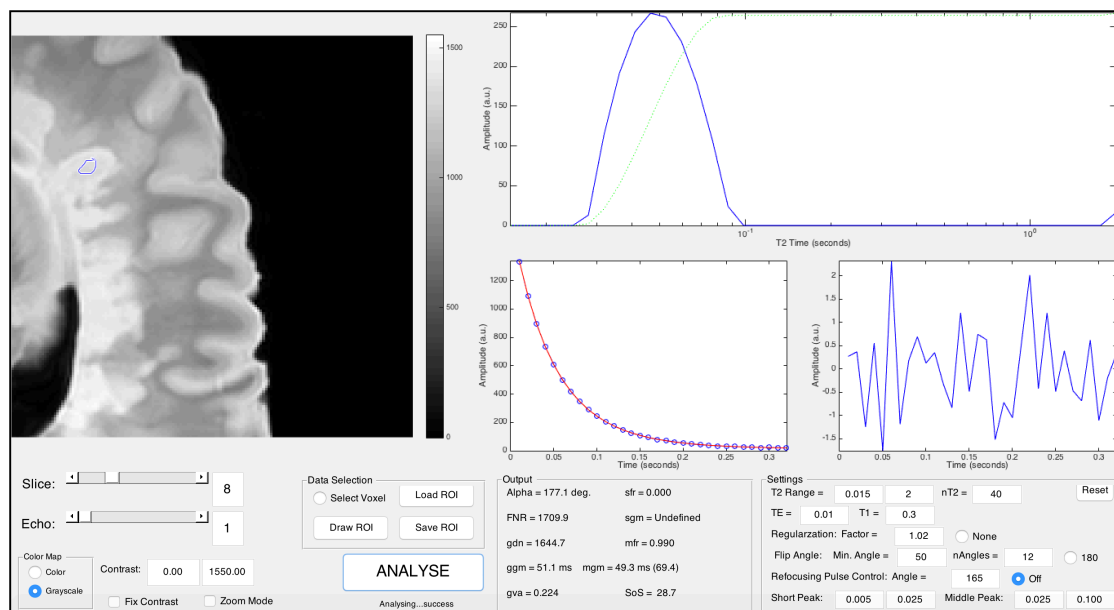 1500
1000
500
0
250
200
150
100
50
0
Amplitude (a.u.)
10-1
100
T2 Time (seconds)
1200
1000
800
600
400
200
0
Amplitude (a.u.)
0 0.05 0.1 0.15 0.2 0.25 0.3
Time (seconds)
2
1.5
1
0.5
0
-0.5
-1
-1.5
Amplitude (a.u.)
0 0.05 0.1 0.15 0.2 0.25 0.3
Time (seconds)
Slice: 8
Echo: 1
Color Map
Color
Grayscale
Contrast: 0.00 1550.00
Fix Contrast Zoom Mode
Data Selection
Select Voxel Load ROI
Draw ROI Save ROI
ANALYSE
Analysing...success
Output
Alpha = 177.1 deg. sfr = 0.000
FNR = 1709.9 sgm = Undefined
gdn = 1644.7 mfr = 0.990
ggm = 51.1 ms mgm = 49.3 ms (69.4)
gva = 0.224 SoS = 28.7
Settings
T2 Range = 0.015 2 nT2 = 40 Reset
TE = 0.01 T1 = 0.3
Regularzation: Factor = 1.02 None
Flip Angle: Min. Angle = 50 nAngles = 12 180
Refocusing Pulse Control: Angle = 165 Off
Short Peak: 0.005 0.025 Middle Peak: 0.025 0.100